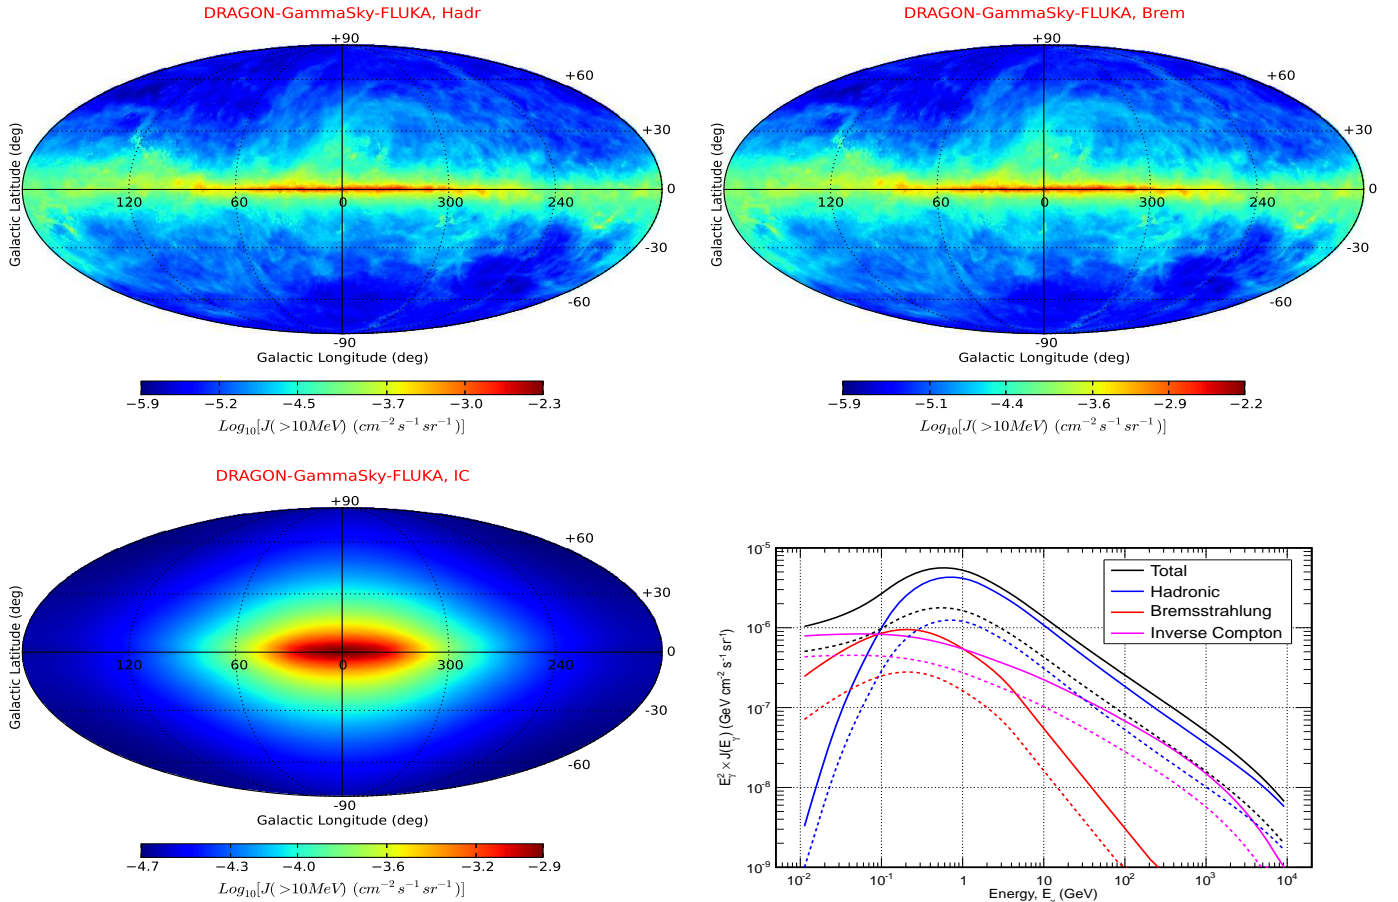 DRAGON-GammaSky-FLUKA, Hadr
+90
+60
+30
0
-30
-60
-90
120 60 0 300 240
Galactic Latitude (deg)
Galactic Longitude (deg)
−5.9 −5.2 −4.5 −3.7 −3.0 −2.3
Log10[J( >10MeV) (cm−2 s−1 sr−1)]
DRAGON-GammaSky-FLUKA, Brem
+90
+60
+30
0
-30
-60
-90
120 60 0 300 240
Galactic Latitude (deg)
Galactic Longitude (deg)
−5.9 −5.1 −4.4 −3.6 −2.9 −2.2
Log10[J( >10MeV) (cm−2 s−1 sr−1)]
DRAGON-GammaSky-FLUKA, IC
+90
+60
+30
0
-30
-60
-90
120 60 0 300 240
Galactic Latitude (deg)
Galactic Longitude (deg)
−4.7 −4.3 −4.0 −3.6 −3.2 −2.9
Log10[J( >10MeV) (cm−2 s−1 sr−1)]
Total
Hadronic
Bremsstrahlung
Inverse Compton
10-5
10-6
10-7
10-8
10-9
E2γ × J(Eγ) (GeV cm-2 s-1 sr-1)
10-2 10-1 1 10 102 103 104
Energy, Eγ (GeV)